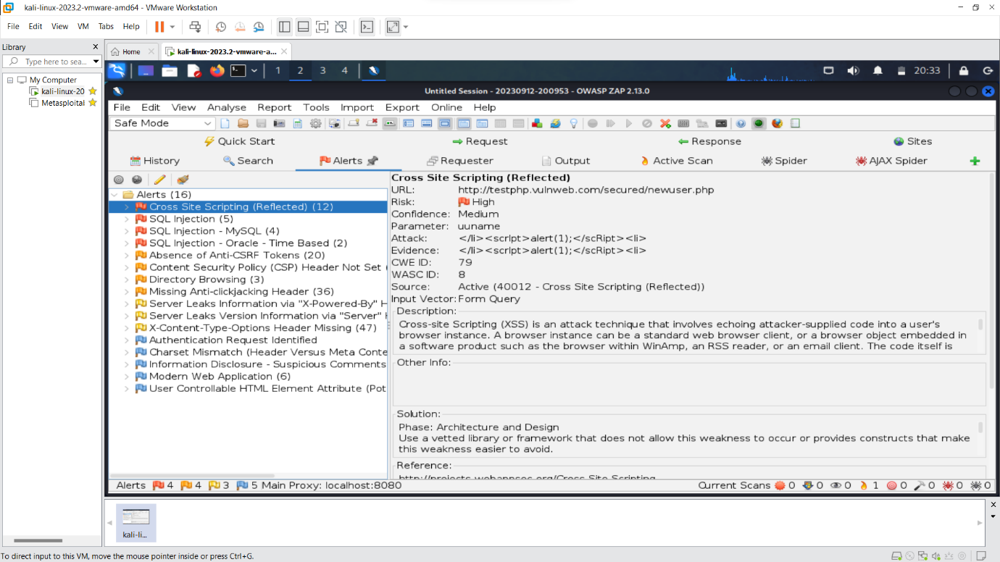 kali-linux-2023.2-vmware-amd64 - VMware Workstation
File Edit View VM Tabs Help
Library
Type here to sea...
My Computer
kali-linux-20
Metasploital
Home
kali-linux-2023.2-vmware-a...
1 2 3 4
20:33
Untitled Session - 20230912-200953 - OWASP ZAP 2.13.0
File Edit View Analyse Report Tools Import Export Online Help
Safe Mode
Quick Start Request Response Sites
History Search Alerts Requester Output Active Scan Spider AJAX Spider
Alerts (16)
Cross Site Scripting (Reflected) (12)
SQL Injection (5)
SQL Injection - MySQL (4)
SQL Injection - Oracle - Time Based (2)
Absence of Anti-CSRF Tokens (20)
Content Security Policy (CSP) Header Not Set (
Directory Browsing (3)
Missing Anti-clickjacking Header (36)
Server Leaks Information via "X-Powered-By" H
Server Leaks Version Information via "Server" H
X-Content-Type-Options Header Missing (47)
Authentication Request Identified
Charset Mismatch (Header Versus Meta Conte
Information Disclosure - Suspicious Comments
Modern Web Application (6)
User Controllable HTML Element Attribute (Pot
Cross Site Scripting (Reflected)
URL: http://testphp.vulnweb.com/secured/newuser.php
Risk: High
Confidence: Medium
Parameter: uuname
Attack: </li><scrIpt>alert(1);</scRipt><li>
Evidence: </li><scrIpt>alert(1);</scRipt><li>
CWE ID: 79
WASC ID: 8
Source: Active (40012 - Cross Site Scripting (Reflected))
Input Vector: Form Query
Description:
Cross-site Scripting (XSS) is an attack technique that involves echoing attacker-supplied code into a user's
browser instance. A browser instance can be a standard web browser client, or a browser object embedded in
a software product such as the browser within WinAmp, an RSS reader, or an email client. The code itself is
Other Info:
Solution:
Phase: Architecture and Design
Use a vetted library or framework that does not allow this weakness to occur or provides constructs that make
this weakness easier to avoid.
Reference:
http://projects.webappsec.org/Cross-Site-Scripting
Alerts 4 4 3 5 Main Proxy: localhost:8080
Current Scans 0 0 0 1 0 0 0 0
kali-li...
To direct input to this VM, move the mouse pointer inside or press Ctrl+G.